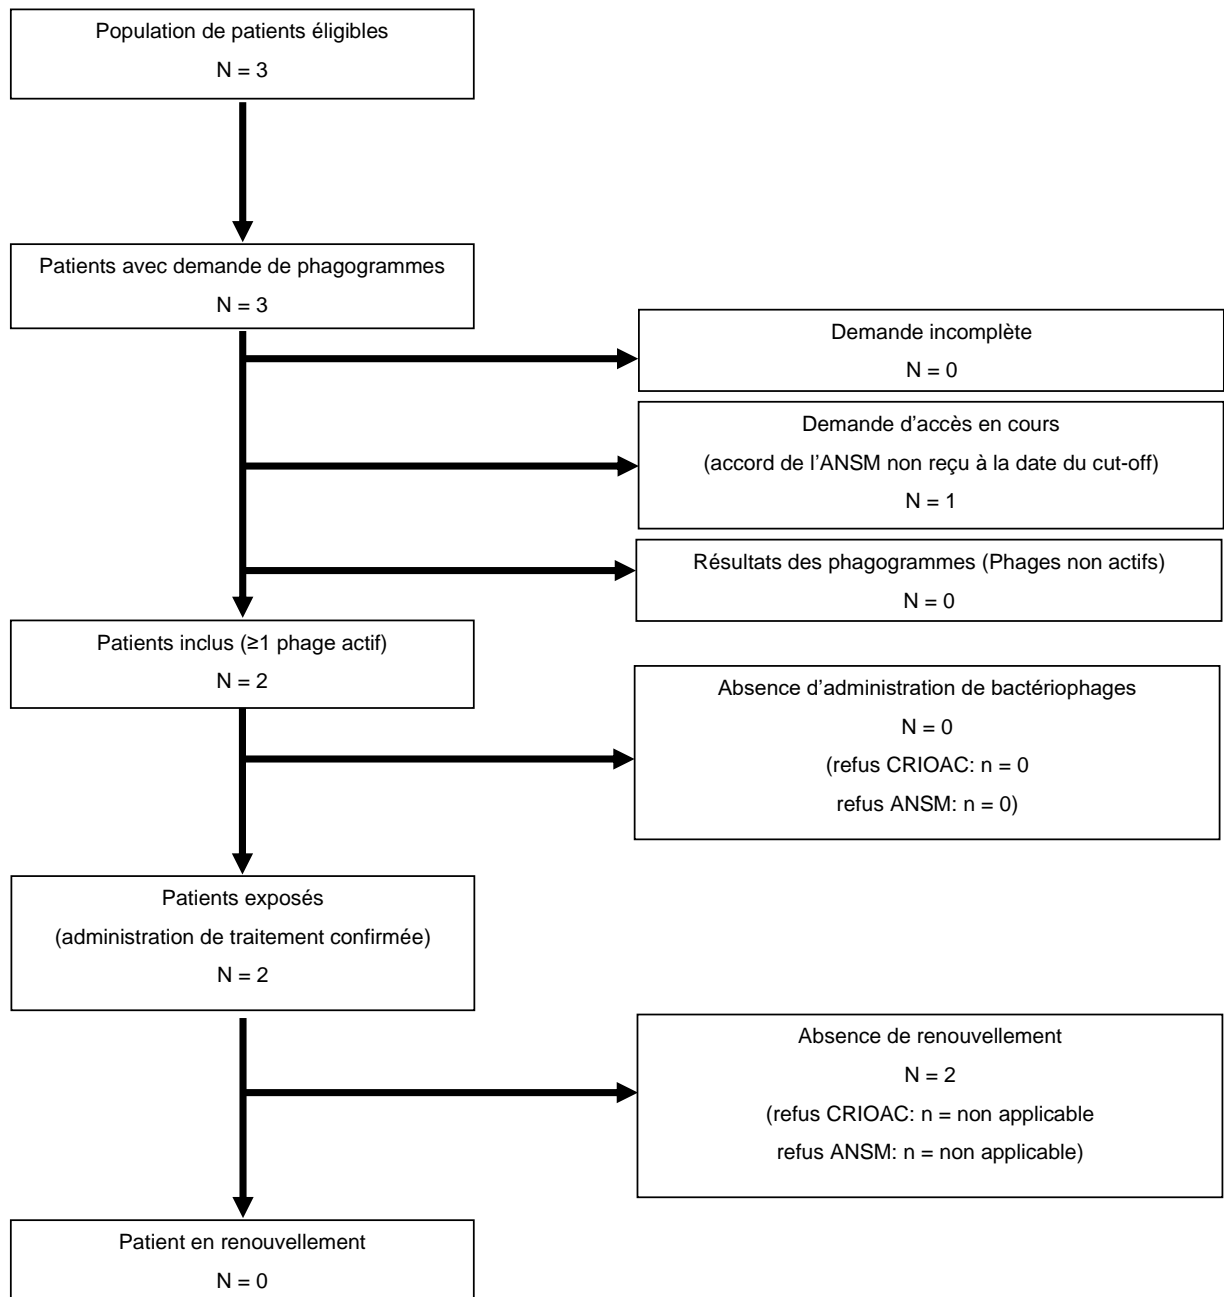 Population de patients éligibles
N = 3
Patients avec demande de phagogrammes
N = 3
Demande incomplète
N = 0
Demande d'accès en cours
(accord de l’ANSM non reçu à la date du cut-off)
N = 1
Résultats des phagogrammes (Phages non actifs)
N = 0
Patients inclus (≥1 phage actif)
N = 2
Absence d’administration de bactériophages
N = 0
(refus CRIOAC: n = 0
refus ANSM: n = 0)
Patients exposés
(administration de traitement confirmée)
N = 2
Absence de renouvellement
N = 2
(refus CRIOAC: n = non applicable
refus ANSM: n = non applicable)
Patient en renouvellement
N = 0